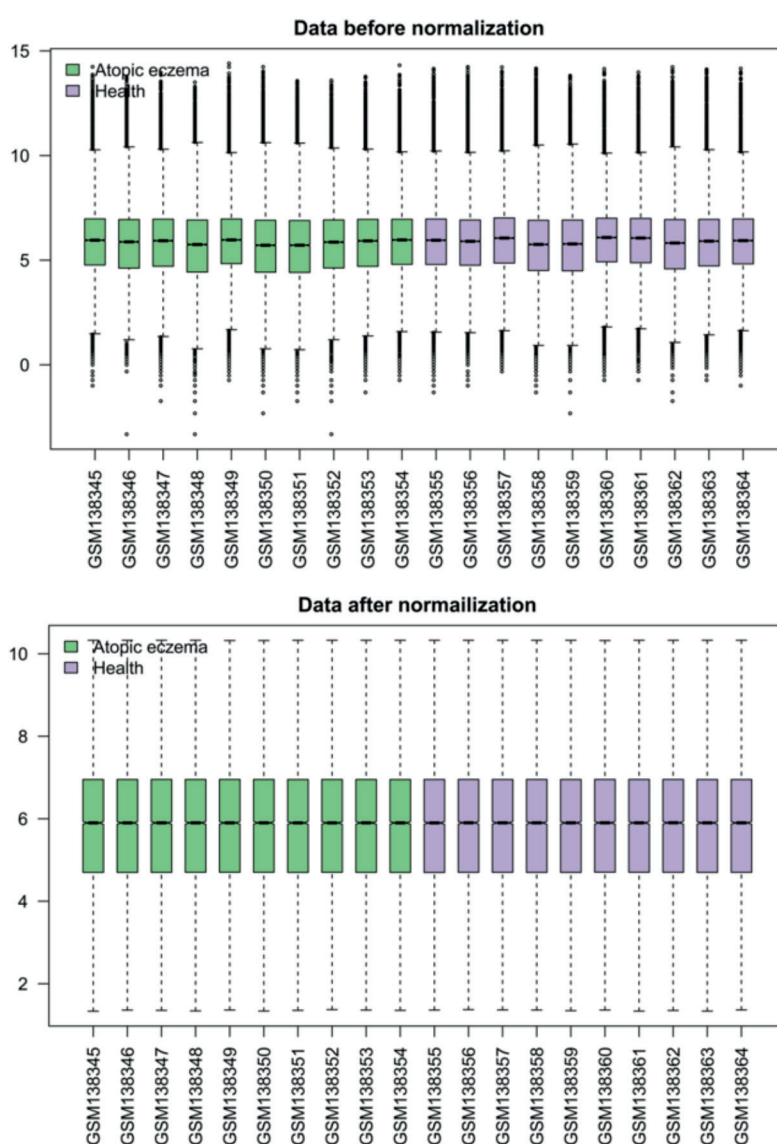 Data before normalization
15
10
5
0
Atopic eczema
Health
GSM138345
GSM138346
GSM138347
GSM138348
GSM138349
GSM138350
GSM138351
GSM138352
GSM138353
GSM138354
GSM138355
GSM138356
GSM138357
GSM138358
GSM138359
GSM138360
GSM138361
GSM138362
GSM138363
GSM138364
Data after normailization
10
8
6
4
2
Atopic eczema
Health
GSM138345
GSM138346
GSM138347
GSM138348
GSM138349
GSM138350
GSM138351
GSM138352
GSM138353
GSM138354
GSM138355
GSM138356
GSM138357
GSM138358
GSM138359
GSM138360
GSM138361
GSM138362
GSM138363
GSM138364